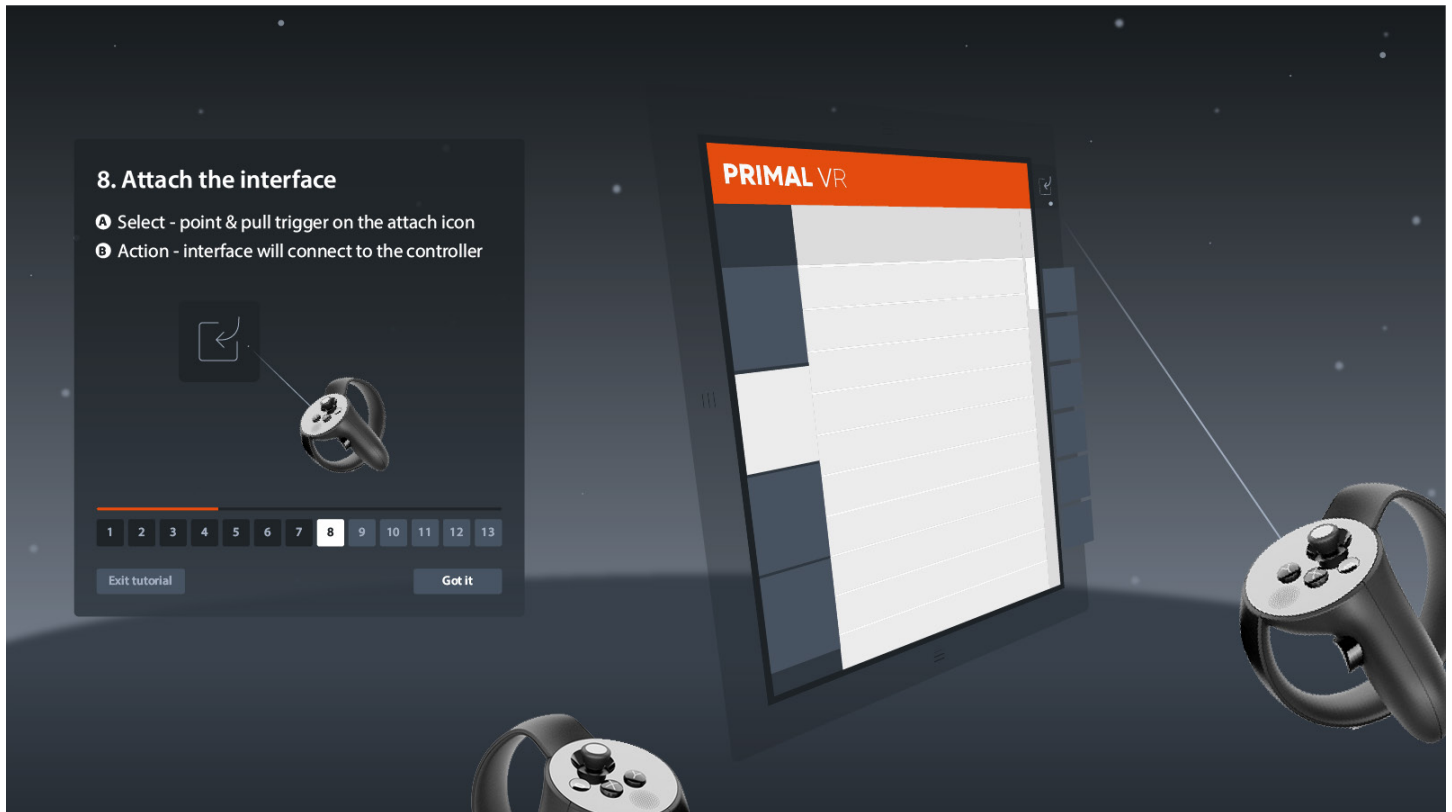 8. Attach the interface
A Select - point & pull trigger on the attach icon
B Action - interface will connect to the controller
1 2 3 4 5 6 7 8 9 10 11 12 13
Exit tutorial
Got it
PRIMAL VR